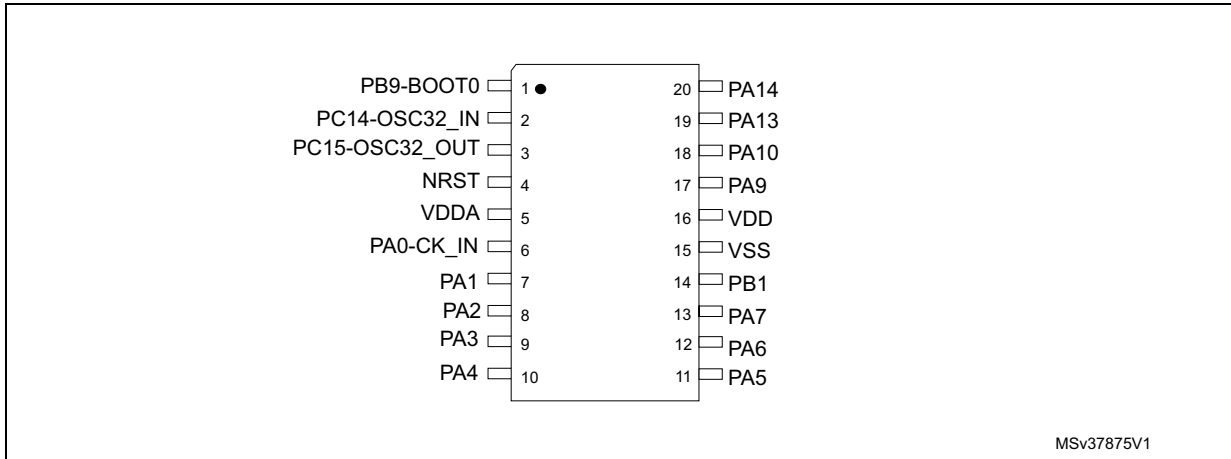 PB9-BOOT0 1 20 PA14
PC14-OSC32_IN 2 19 PA13
PC15-OSC32_OUT 3 18 PA10
NRST 4 17 PA9
VDDA 5 16 VDD
PA0-CK_IN 6 15 VSS
PA1 7 14 PB1
PA2 8 13 PA7
PA3 9 12 PA6
PA4 10 11 PA5
MSv37875V1